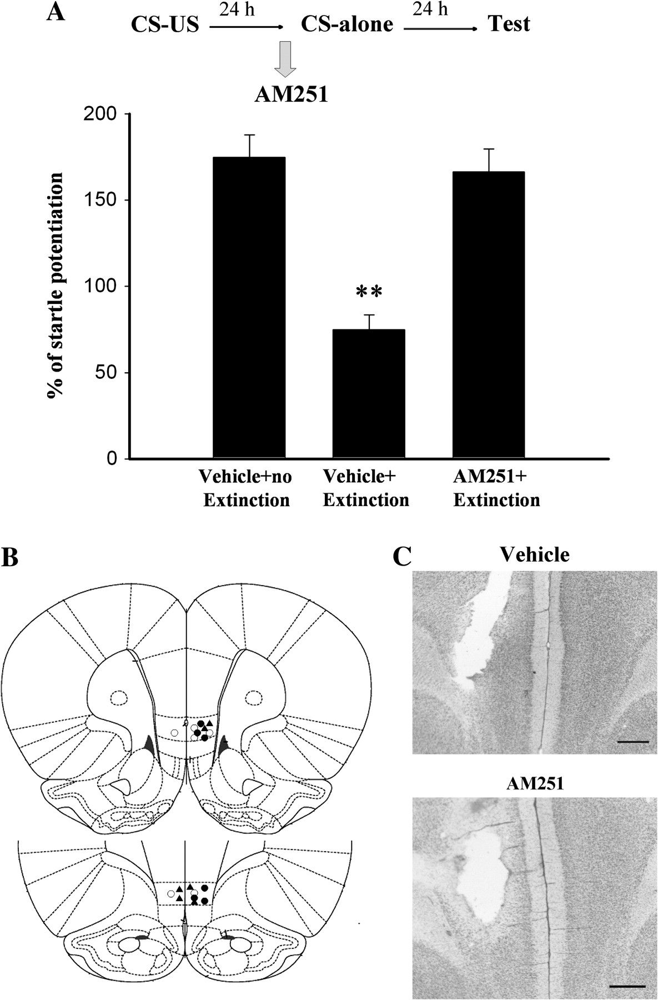 A
24 h
24 h
CS-US
CS-alone
Test
AM251
200
150
100
50
0
% of startle potentiation
**
Vehicle+no
Extinction
Vehicle+
Extinction
AM251+
Extinction
B
C
Vehicle
AM251